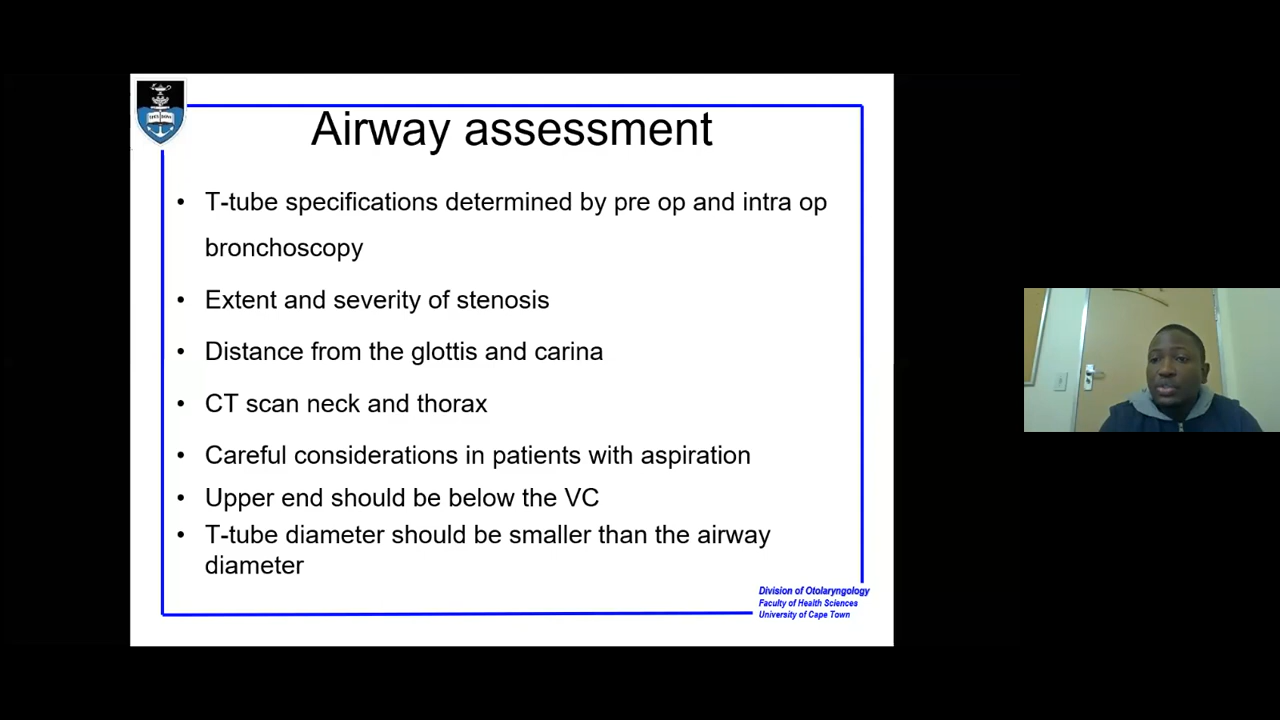 Airway assessment
• T-tube specifications determined by pre op and intra op
bronchoscopy
• Extent and severity of stenosis
• Distance from the glottis and carina
• CT scan neck and thorax
• Careful considerations in patients with aspiration
• Upper end should be below the VC
• T-tube diameter should be smaller than the airway
diameter
Division of Otolaryngology
Faculty of Health Sciences
University of Cape Town